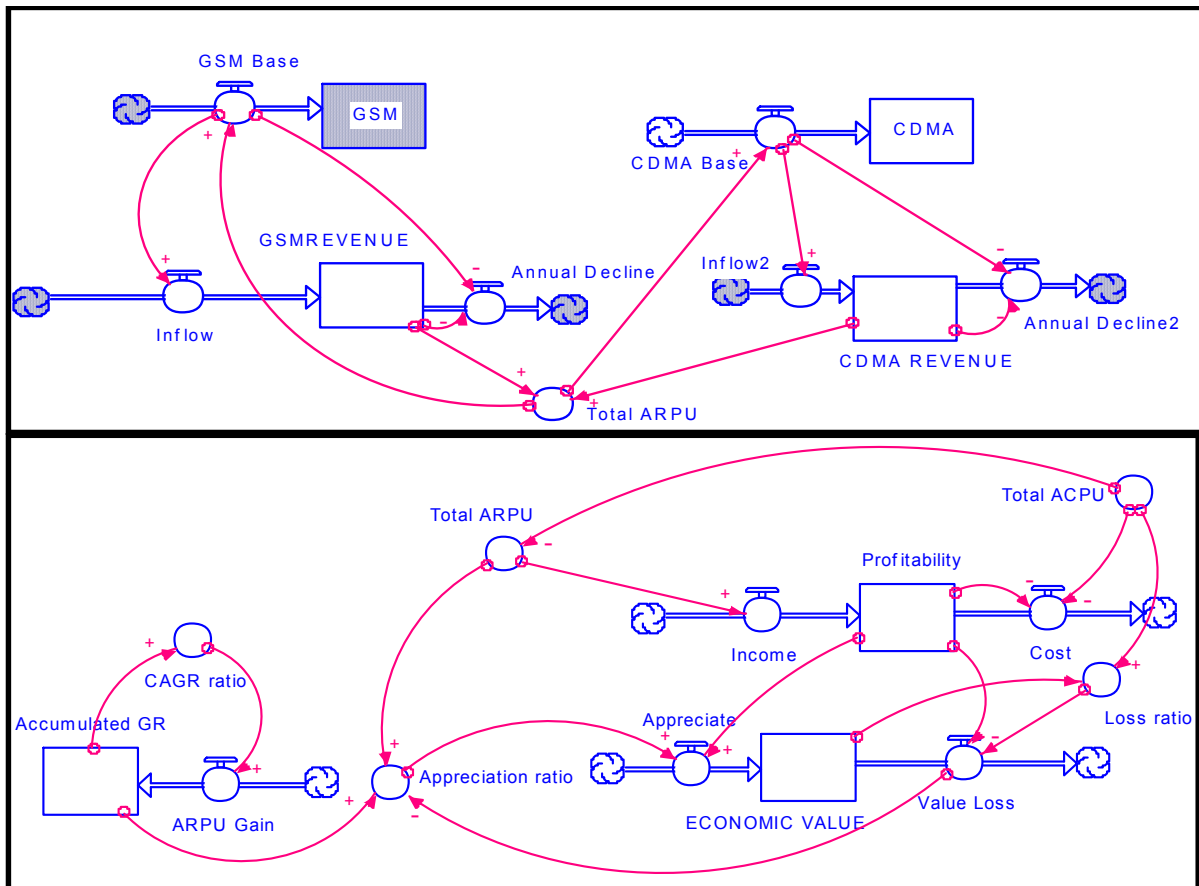 GSM Base
GSM
+
CDMA
CDMA Base
+
GSMREVENUE
+
-
Annual Decline
-
Inflow
Inflow2
+
-
-
Annual Decline2
CDMA REVENUE
+
+
Total ARPU
Total ACPU
Total ARPU
-
Profitability
+
-
-
Income
Cost
+
CAGR ratio
+
Accumulated GR
Appreciate
Loss ratio
+
+
+
+
-
Appreciation ratio
+
-
ARPU Gain
Value Loss
ECONOMIC VALUE